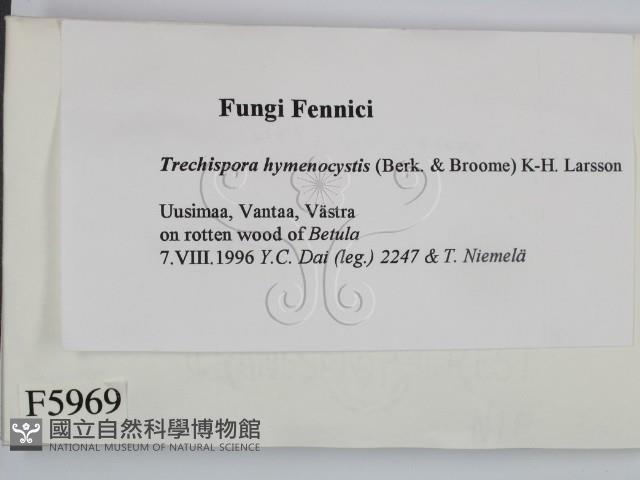 Fungi Fennici
Trechispora hymenocystis (Berk. & Broome) K-H. Larsson
Uusimaa, Vantaa, Västra
on rotten wood of Betula
7.VIII.1996 Y.C. Dai (leg.) 2247 & T. Niemelä
F5969
國立自然科學博物館
NATIONAL MUSEUM OF NATURAL SCIENCE